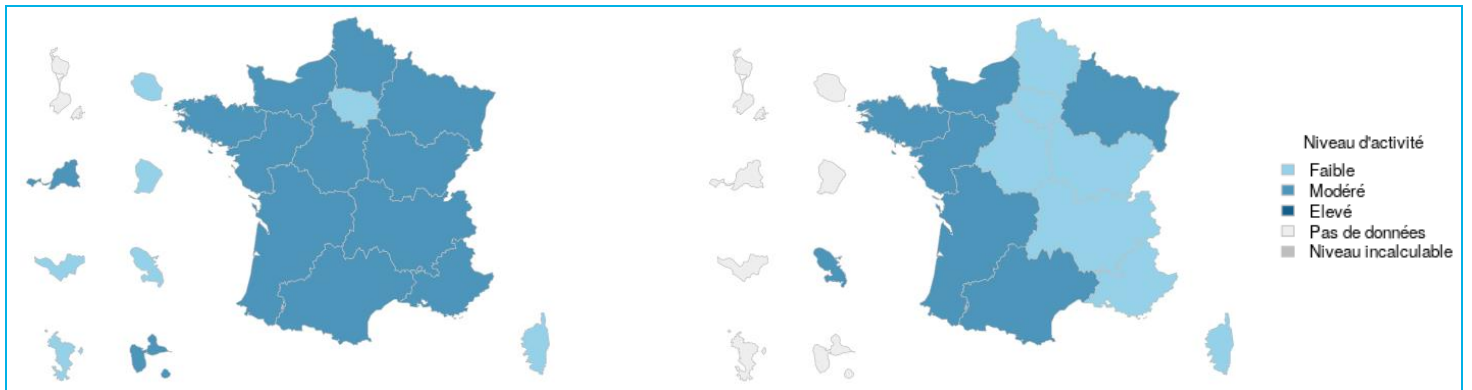 Niveau d'activité
Faible
Modéré
Elevé
Pas de données
Niveau incalculable